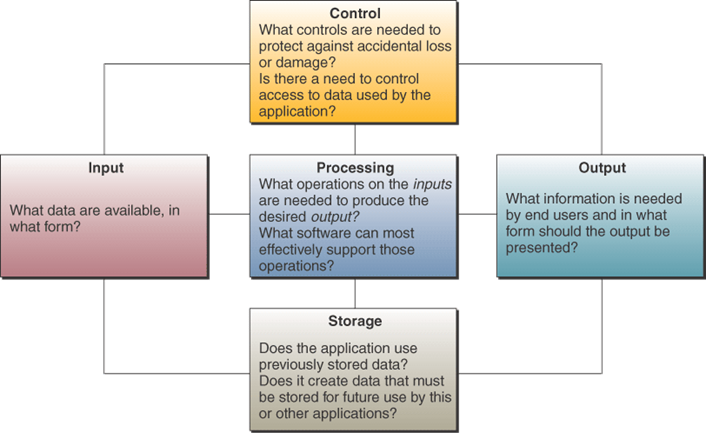 Control
What controls are needed to
protect against accidental loss
or damage?
Is there a need to control
access to data used by the
application?
Input
What data are available, in
what form?
Processing
What operations on the inputs
are needed to produce the
desired output?
What software can most
effectively support those
operations?
Output
What information is needed
by end users and in what
form should the output be
presented?
Storage
Does the application use
previously stored data?
Does it create data that must
be stored for future use by this
or other applications?